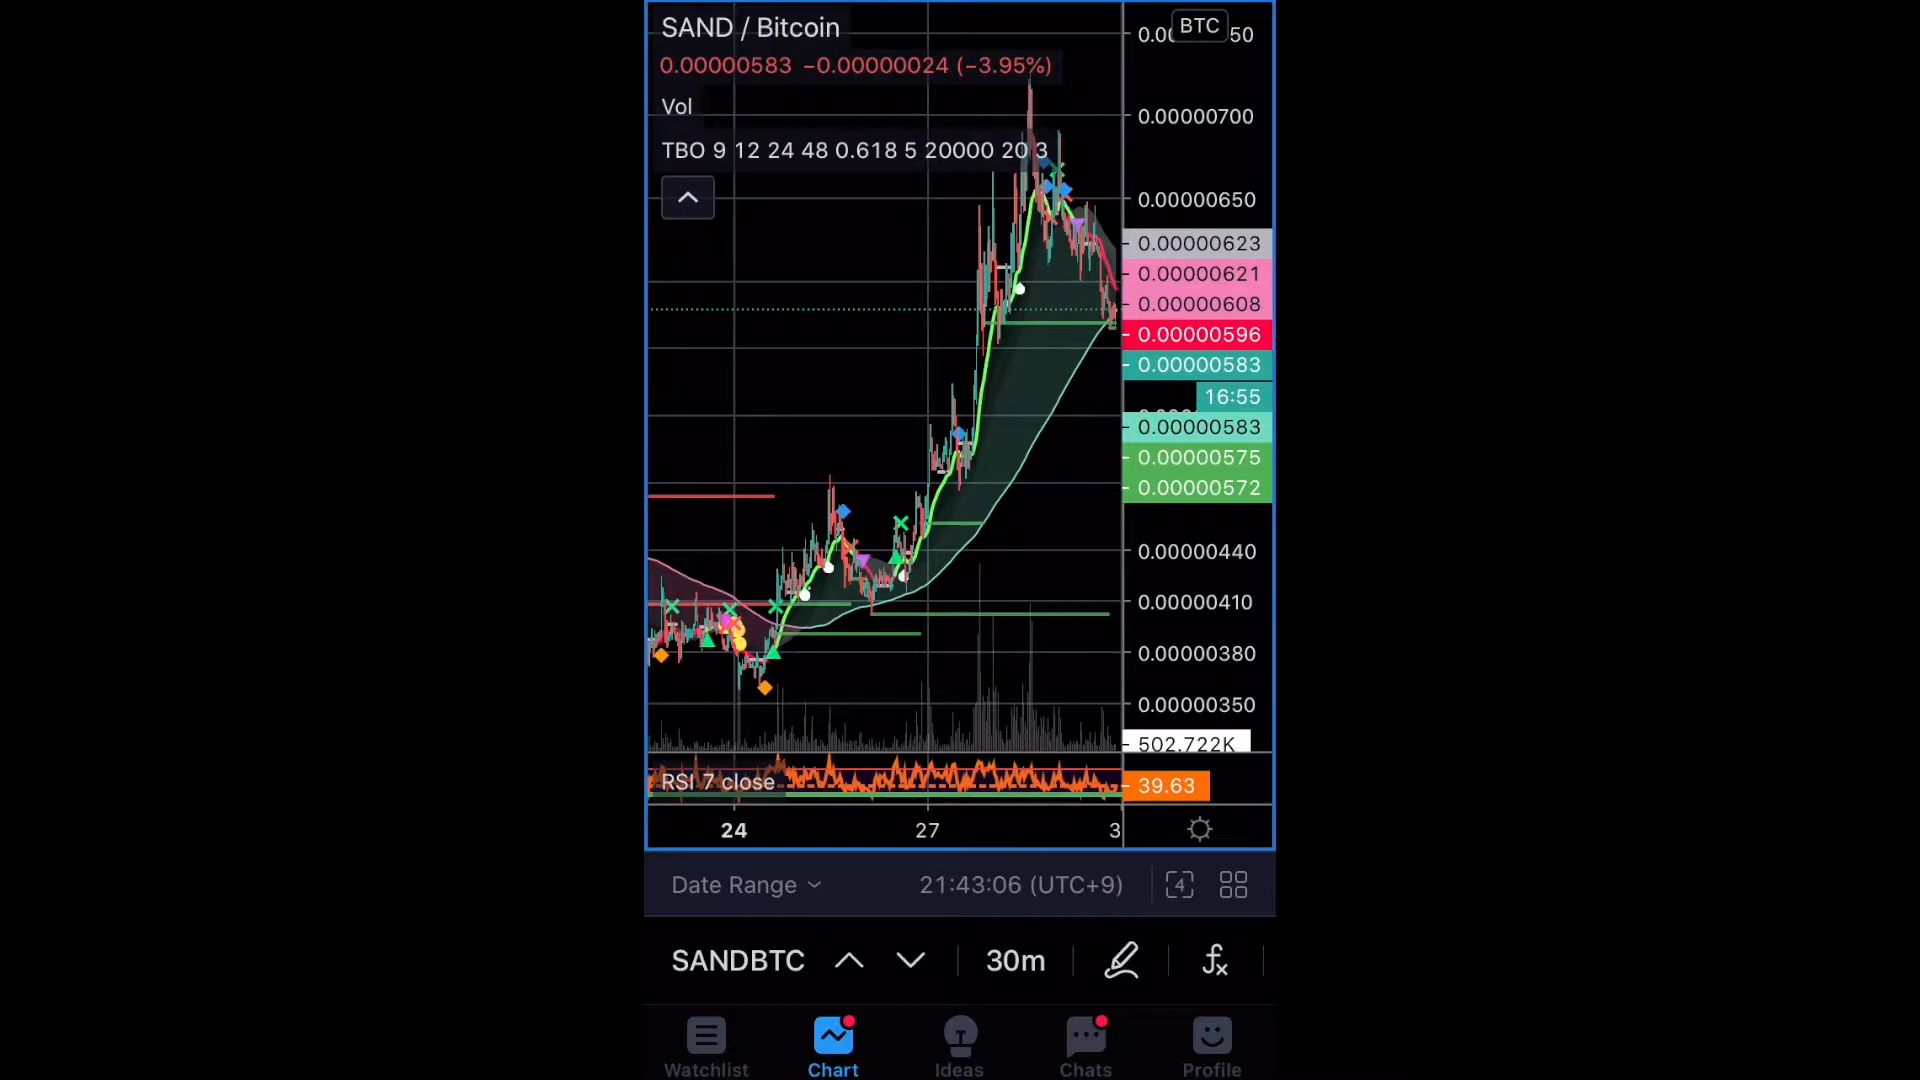 SAND / Bitcoin
0.00000583 −0.00000024 (−3.95%)
Vol
TBO 9 12 24 48 0.618 5 20000 20 3
BTC
50
0.00000700
0.00000650
0.00000623
0.00000621
0.00000608
0.00000596
0.00000583
16:55
0.00000583
0.00000575
0.00000572
0.00000440
0.00000410
0.00000380
0.00000350
502.722K
RSI 7 close
39.63
24 27 3
Date Range 21:43:06 (UTC+9) 4
SANDBTC 30m fx
Watchlist Chart Ideas Chats Profile